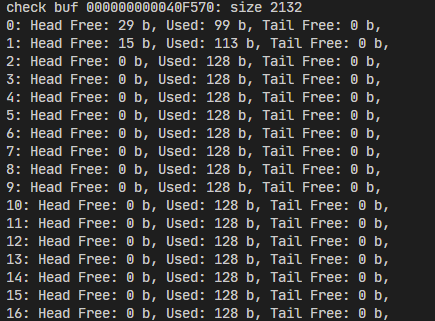 check buf 000000000040F570: size 2132
0: Head Free: 29 b, Used: 99 b, Tail Free: 0 b,
1: Head Free: 15 b, Used: 113 b, Tail Free: 0 b,
2: Head Free: 0 b, Used: 128 b, Tail Free: 0 b,
3: Head Free: 0 b, Used: 128 b, Tail Free: 0 b,
4: Head Free: 0 b, Used: 128 b, Tail Free: 0 b,
5: Head Free: 0 b, Used: 128 b, Tail Free: 0 b,
6: Head Free: 0 b, Used: 128 b, Tail Free: 0 b,
7: Head Free: 0 b, Used: 128 b, Tail Free: 0 b,
8: Head Free: 0 b, Used: 128 b, Tail Free: 0 b,
9: Head Free: 0 b, Used: 128 b, Tail Free: 0 b,
10: Head Free: 0 b, Used: 128 b, Tail Free: 0 b,
11: Head Free: 0 b, Used: 128 b, Tail Free: 0 b,
12: Head Free: 0 b, Used: 128 b, Tail Free: 0 b,
13: Head Free: 0 b, Used: 128 b, Tail Free: 0 b,
14: Head Free: 0 b, Used: 128 b, Tail Free: 0 b,
15: Head Free: 0 b, Used: 128 b, Tail Free: 0 b,
16: Head Free: 0 b, Used: 128 b, Tail Free: 0 b,